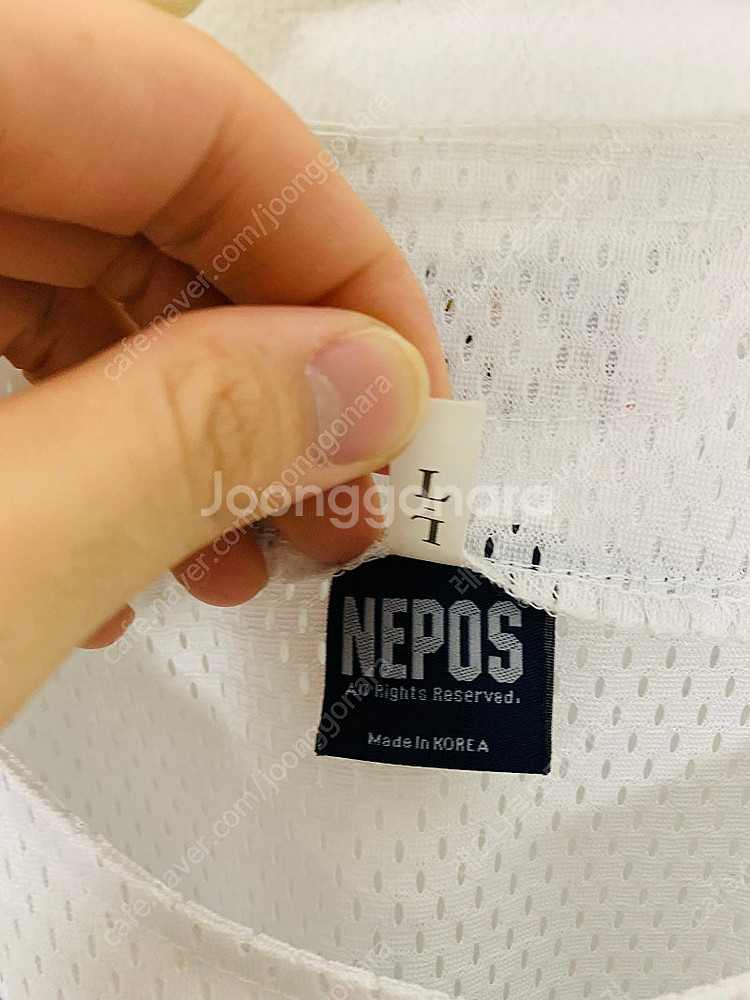 L
L
NEPOS
All Rights Reserved.
Made In KOREA
Joonggonara
cafe.naver.com/joonggonara
cafe.naver.com/joonggonara
cafe.naver.com/joonggonara
cafe.naver.com/joonggonara